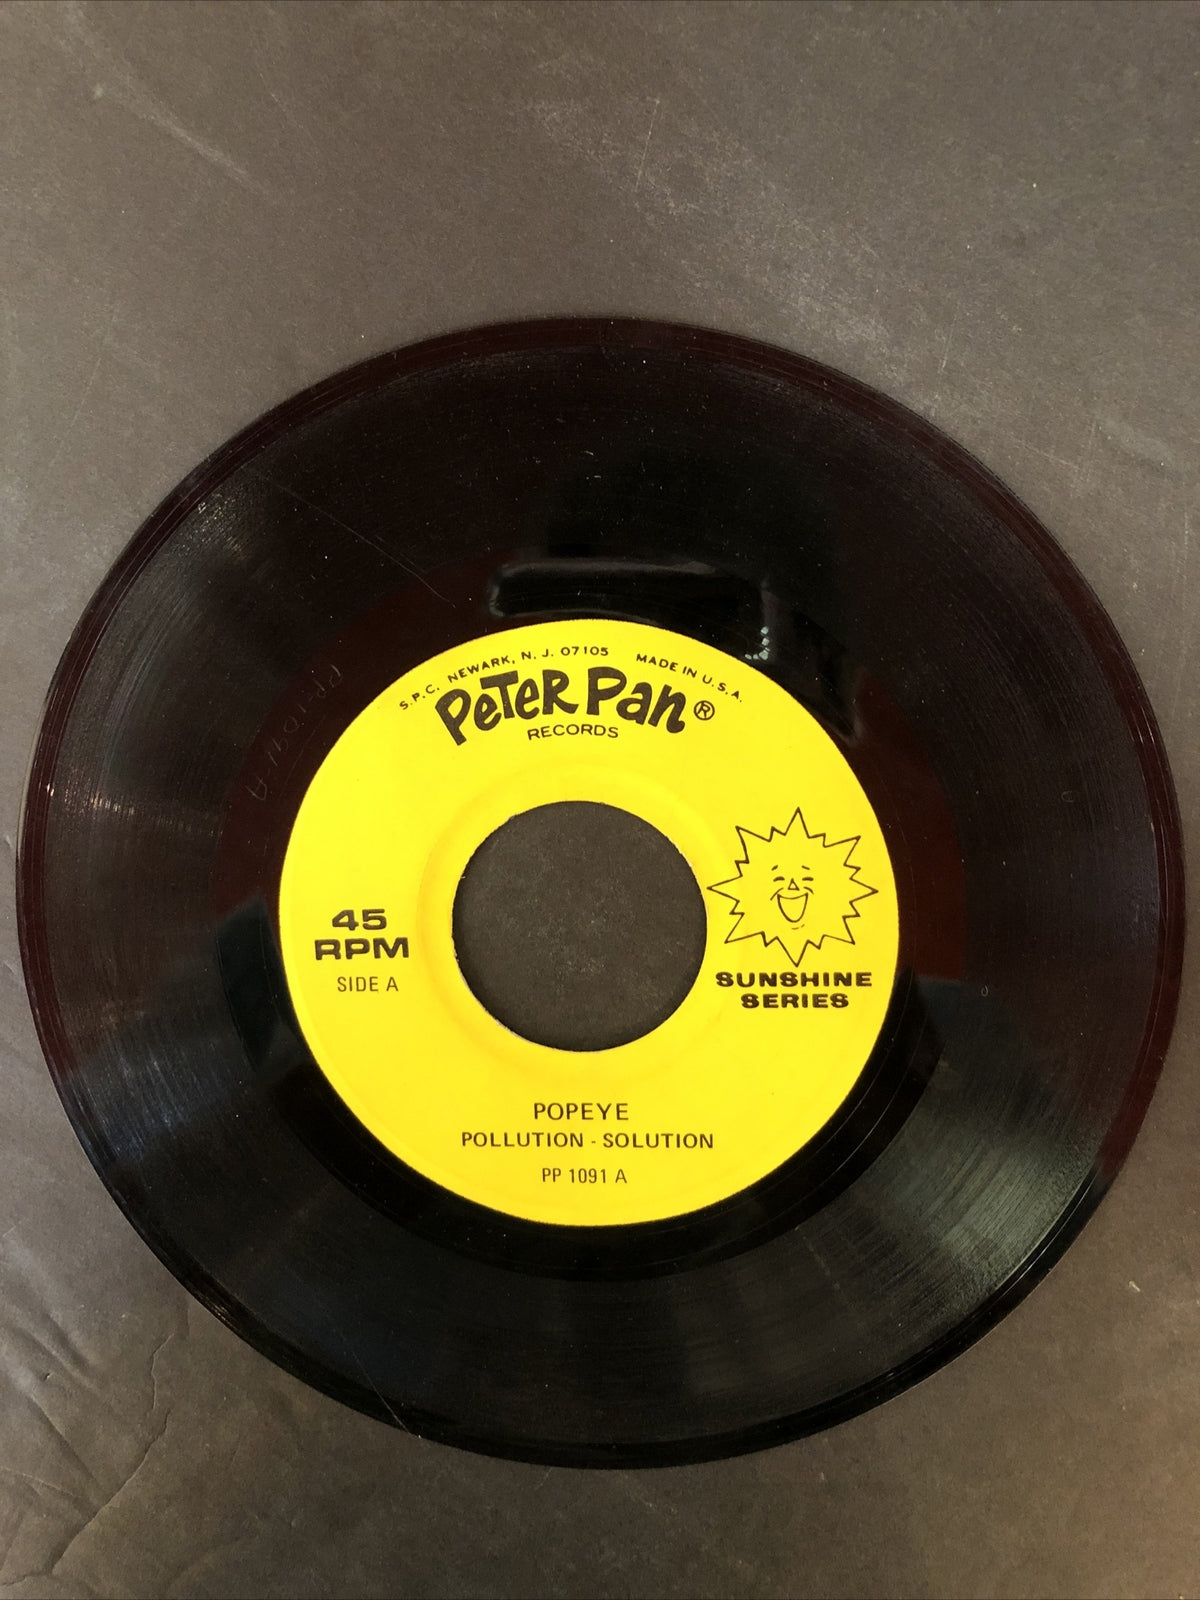 S.P.C. NEWARK, N. J. 07105 MADE IN U.S.A.
PETER PAN ®
RECORDS
45
RPM
SIDE A
SUNSHINE
SERIES
POPEYE
POLLUTION - SOLUTION
PP 1091 A